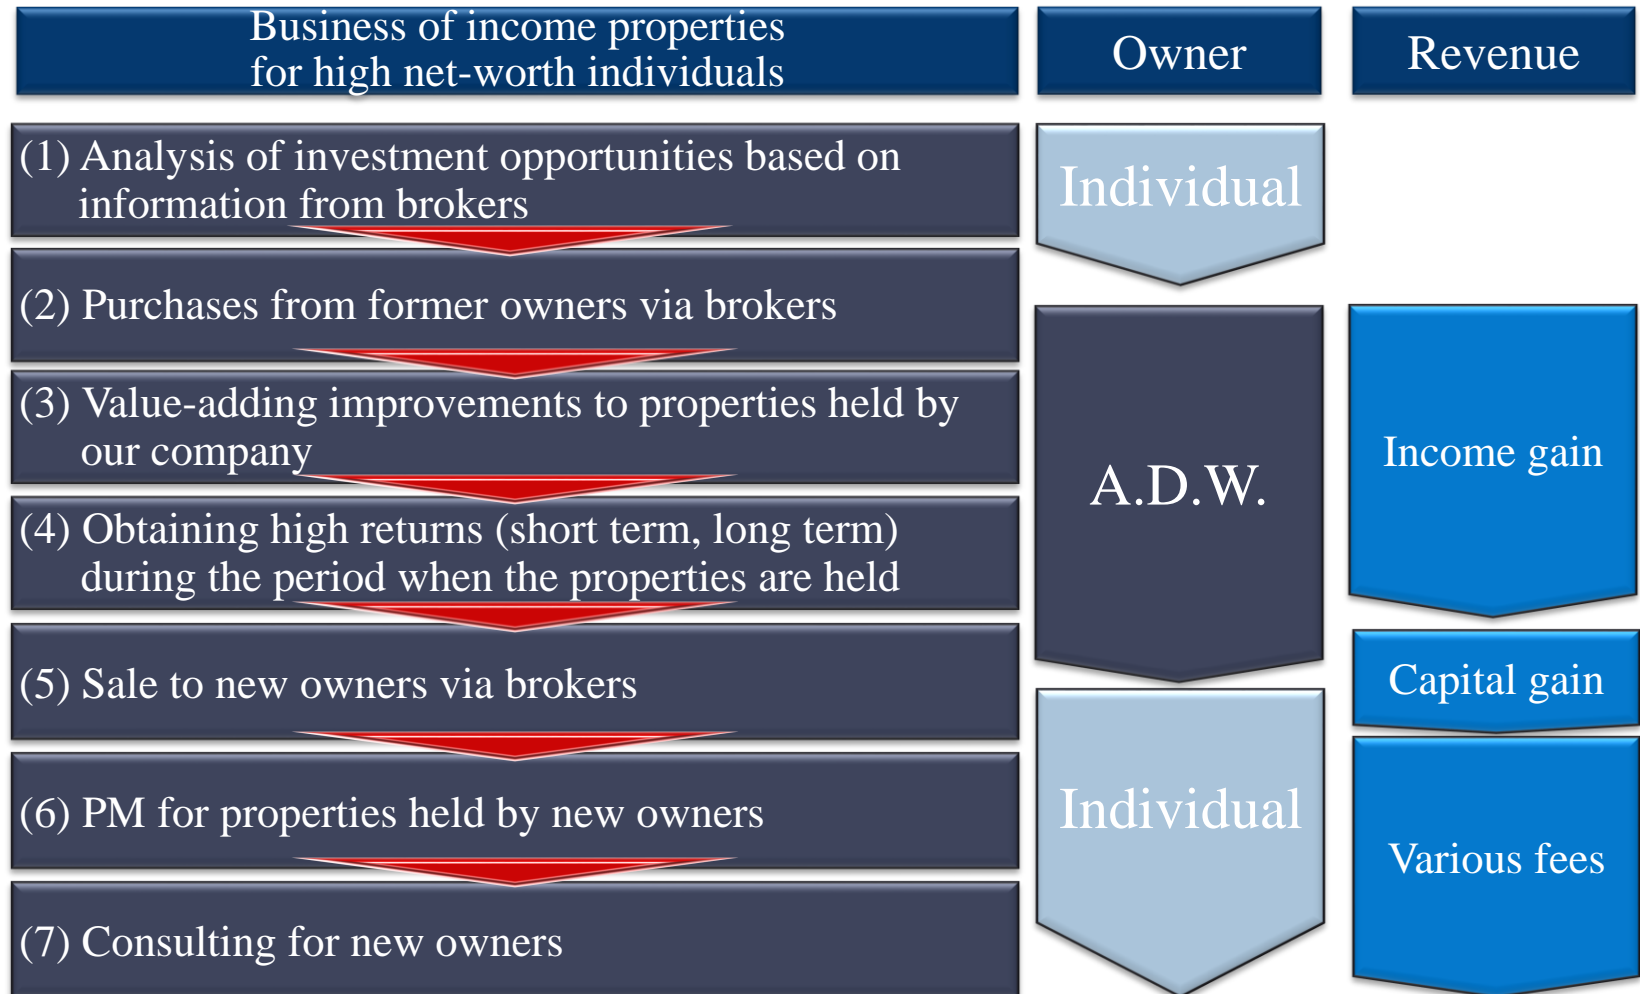 Business of income properties
for high net-worth individuals
Owner
Revenue
(1) Analysis of investment opportunities based on
information from brokers
Individual
(2) Purchases from former owners via brokers
(3) Value-adding improvements to properties held by
our company
A.D.W.
Income gain
(4) Obtaining high returns (short term, long term)
during the period when the properties are held
(5) Sale to new owners via brokers
Capital gain
(6) PM for properties held by new owners
Individual
Various fees
(7) Consulting for new owners